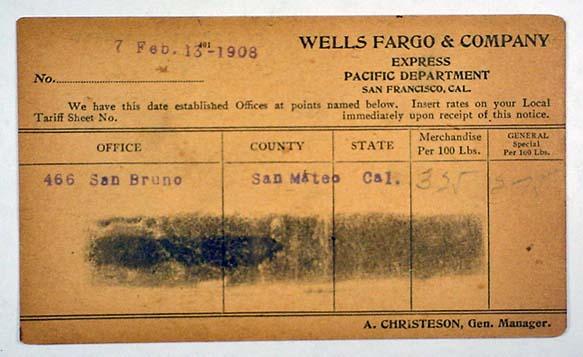 7 Feb. 13 -1908
WELLS FARGO & COMPANY
EXPRESS
PACIFIC DEPARTMENT
SAN FRANCISCO, CAL.
No.
We have this date established Offices at points named below. Insert rates on your Local
Tariff Sheet No. immediately upon receipt of this notice.
OFFICE COUNTY STATE Merchandise Per 100 Lbs. GENERAL Special Per 100 Lbs.
466 San Bruno San Mateo Cal.
A. CHRISTESON, Gen. Manager.